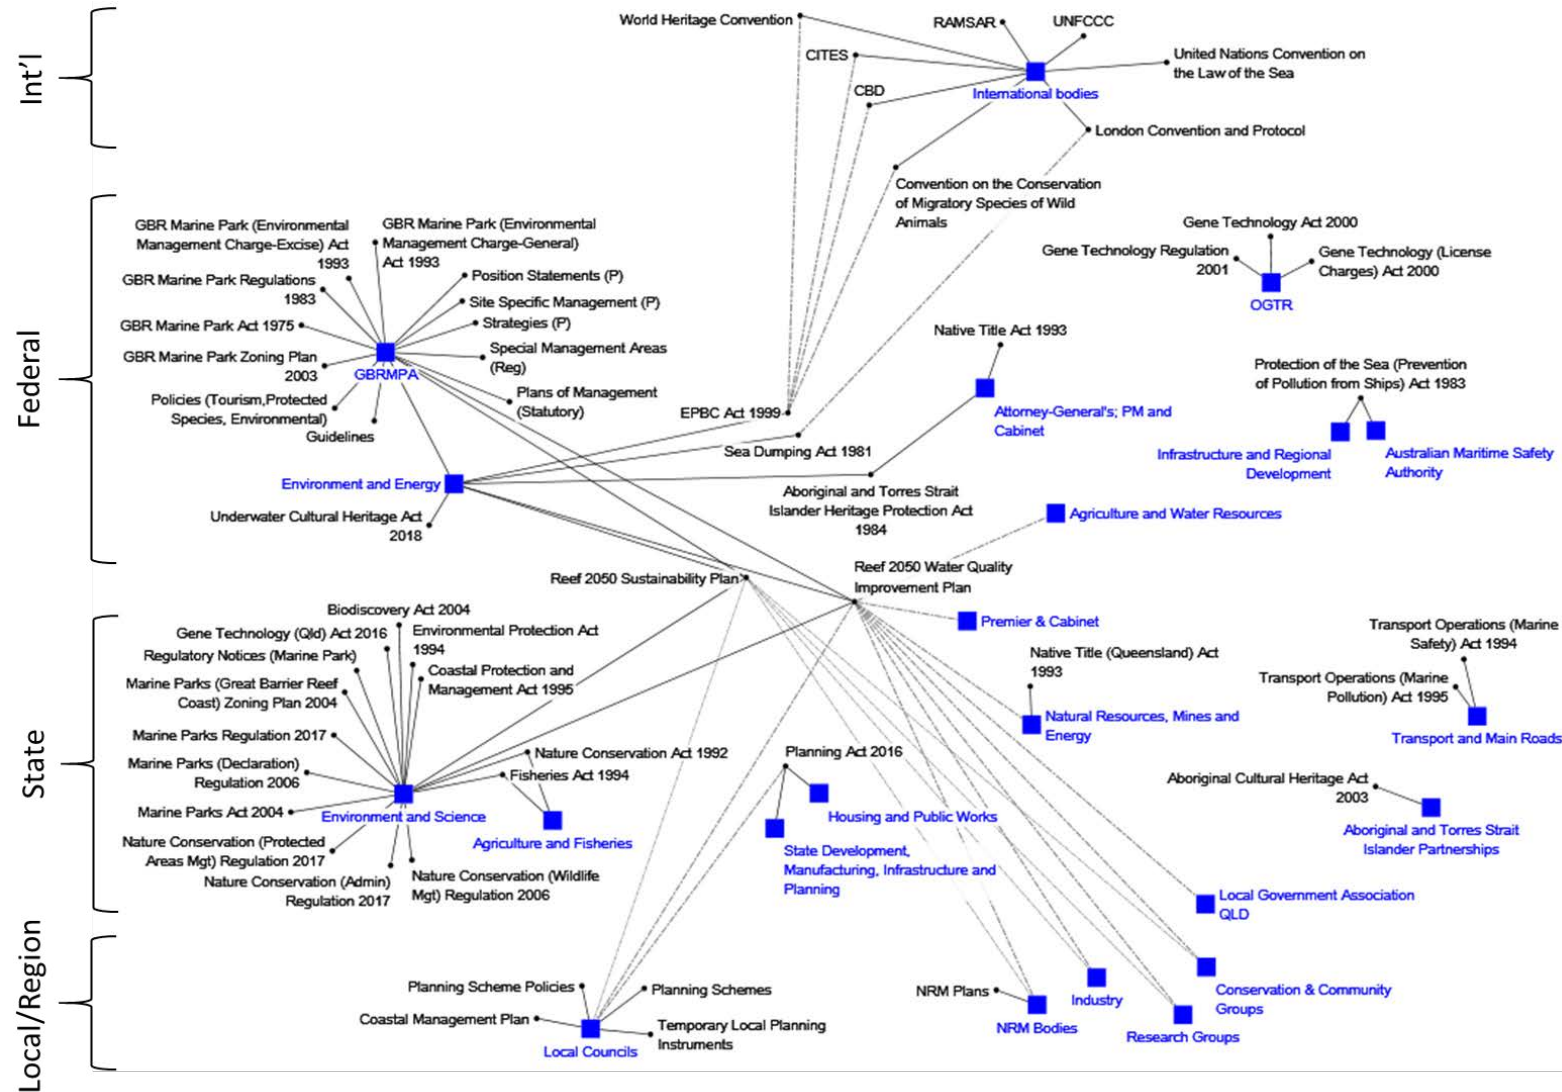 Int'l
World Heritage Convention
RAMSAR
UNFCCC
CITES
United Nations Convention on
the Law of the Sea
CBD
International bodies
London Convention and Protocol
Convention on the Conservation
of Migratory Species of Wild
Animals
Federal
GBR Marine Park (Environmental
Management Charge-Excise) Act
1993
GBR Marine Park (Environmental
Management Charge-General)
Act 1993
GBR Marine Park Regulations
1983
Position Statements (P)
Site Specific Management (P)
Strategies (P)
GBR Marine Park Act 1975
Special Management Areas
(Reg)
GBR Marine Park Zoning Plan
2003
GBRMPA
Plans of Management
(Statutory)
Policies (Tourism,Protected
Species, Environmental)
Guidelines
Gene Technology Act 2000
Gene Technology Regulation
2001
Gene Technology (License
Charges) Act 2000
OGTR
Native Title Act 1993
Protection of the Sea (Prevention
of Pollution from Ships) Act 1983
EPBC Act 1999
Attorney-General's; PM and
Cabinet
Sea Dumping Act 1981
Infrastructure and Regional
Development
Australian Maritime Safety
Authority
Environment and Energy
Aboriginal and Torres Strait
Islander Heritage Protection Act
1984
Underwater Cultural Heritage Act
2018
Agriculture and Water Resources
Reef 2050 Sustainability Plan
Reef 2050 Water Quality
Improvement Plan
State
Biodiscovery Act 2004
Gene Technology (Qld) Act 2016
Environmental Protection Act
1994
Regulatory Notices (Marine Park)
Coastal Protection and
Management Act 1995
Marine Parks (Great Barrier Reef
Coast) Zoning Plan 2004
Marine Parks Regulation 2017
Marine Parks (Declaration)
Regulation 2006
Marine Parks Act 2004
Environment and Science
Nature Conservation (Protected
Areas Mgt) Regulation 2017
Nature Conservation (Admin)
Regulation 2017
Nature Conservation (Wildlife
Mgt) Regulation 2006
Nature Conservation Act 1992
Fisheries Act 1994
Agriculture and Fisheries
Premier & Cabinet
Native Title (Queensland) Act
1993
Natural Resources, Mines and
Energy
Transport Operations (Marine
Safety) Act 1994
Transport Operations (Marine
Pollution) Act 1995
Transport and Main Roads
Planning Act 2016
Housing and Public Works
State Development,
Manufacturing, Infrastructure and
Planning
Aboriginal Cultural Heritage Act
2003
Aboriginal and Torres Strait
Islander Partnerships
Local Government Association
QLD
Local/Region
Planning Scheme Policies
Planning Schemes
Coastal Management Plan
Temporary Local Planning
Instruments
Local Councils
NRM Plans
NRM Bodies
Industry
Research Groups
Conservation & Community
Groups